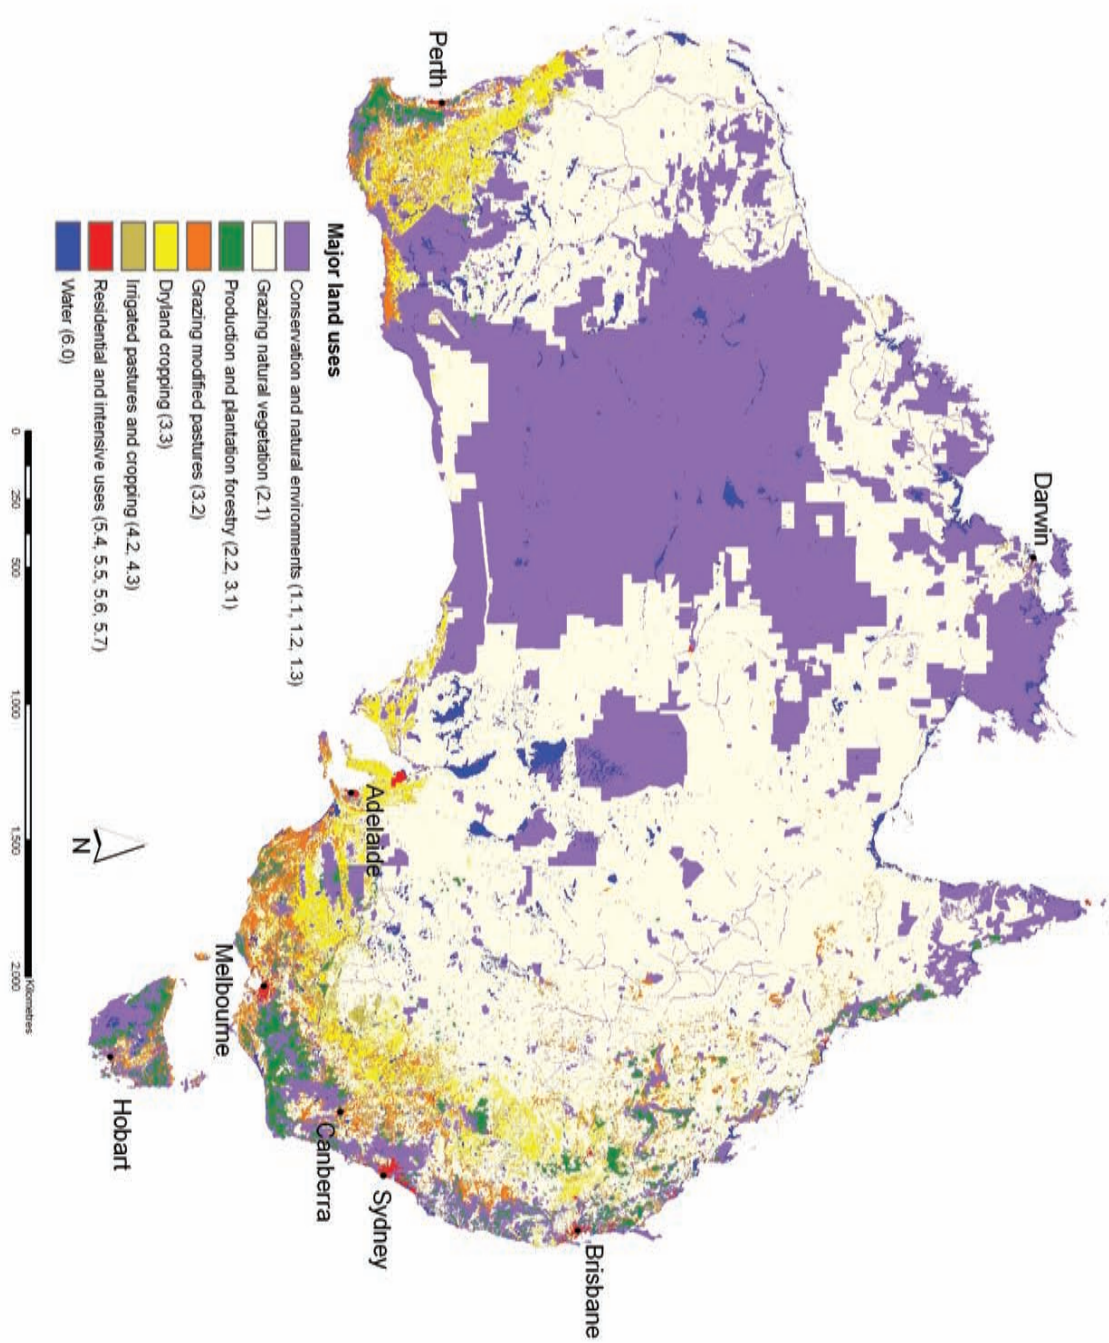 Darwin
Perth
Brisbane
Adelaide
Sydney
Canberra
Melbourne
Hobart
Major land uses
Conservation and natural environments (1.1, 1.2, 1.3)
Grazing natural vegetation (2.1)
Production and plantation forestry (2.2, 3.1)
Grazing modified pastures (3.2)
Dryland cropping (3.3)
Irrigated pastures and cropping (4.2, 4.3)
Residential and intensive uses (5.4, 5.5, 5.6, 5.7)
Water (6.0)
N
0 250 500 1,000 1,500 2,000
Kilometres